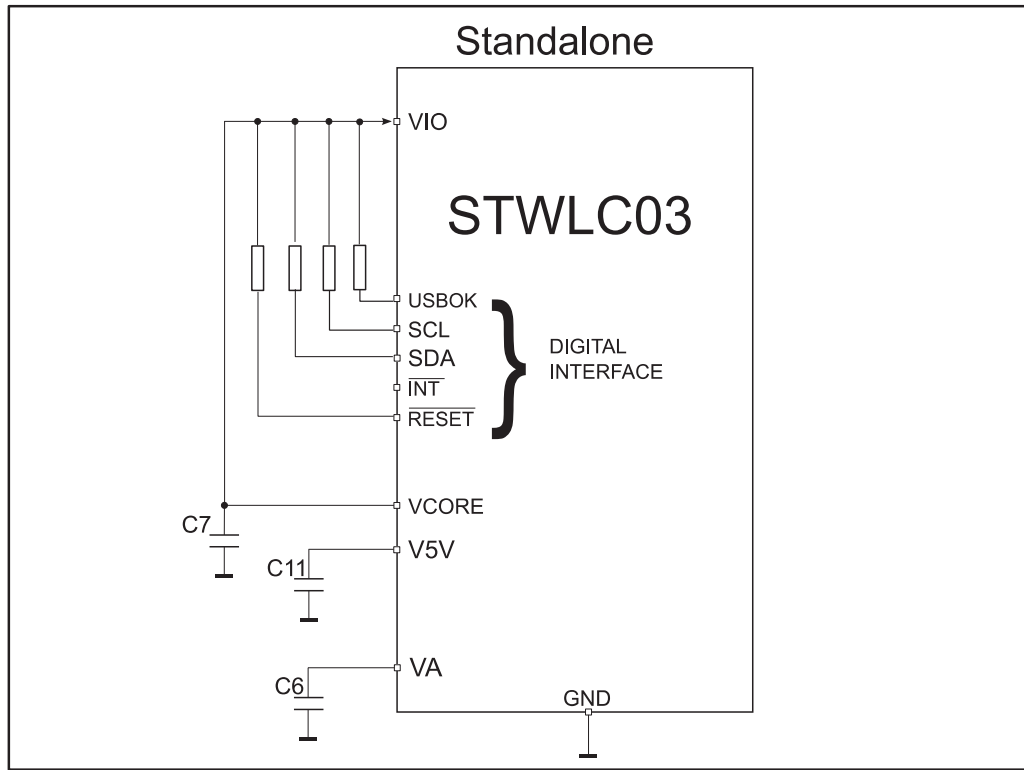 Standalone
VIO
STWLC03
USBOK
SCL
SDA
INT
RESET
DIGITAL
INTERFACE
VCORE
C7
V5V
C11
VA
C6
GND